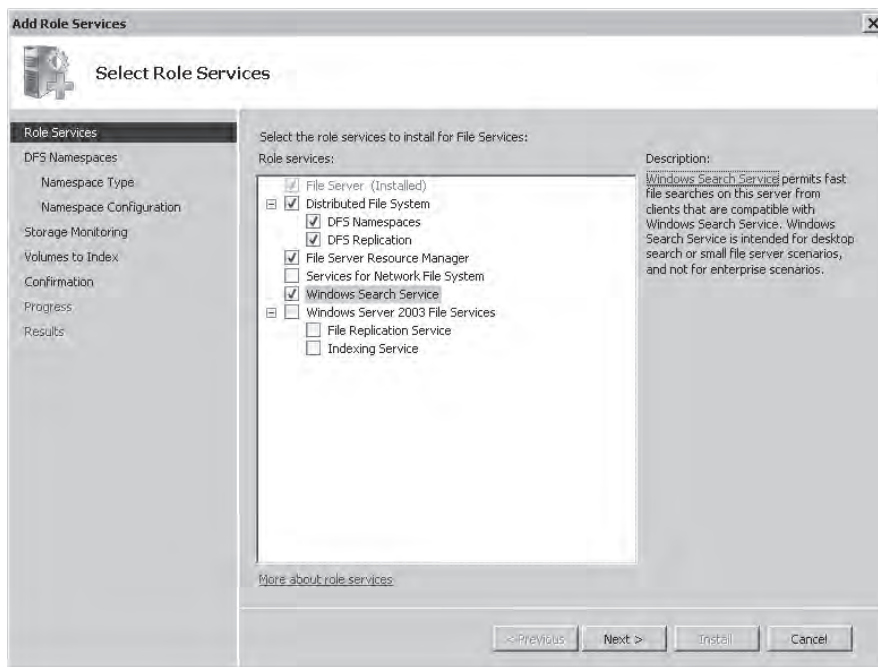 Add Role Services
Select Role Services
Role Services
DFS Namespaces
Namespace Type
Namespace Configuration
Storage Monitoring
Volumes to Index
Confirmation
Progress
Results
Select the role services to install for File Services:
Role services:
File Server (Installed)
Distributed File System
DFS Namespaces
DFS Replication
File Server Resource Manager
Services for Network File System
Windows Search Service
Windows Server 2003 File Services
File Replication Service
Indexing Service
More about role services
Description:
Windows Search Service permits fast
file searches on this server from
clients that are compatible with
Windows Search Service. Windows
Search Service is intended for desktop
search or small file server scenarios,
and not for enterprise scenarios.
< Previous
Next >
Install
Cancel